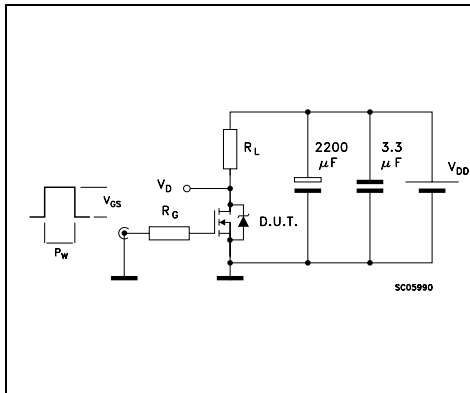 R_L
2200
μF
3.3
μF
V_DD
V_D
V_GS
R_G
D.U.T.
P_W
SC05990